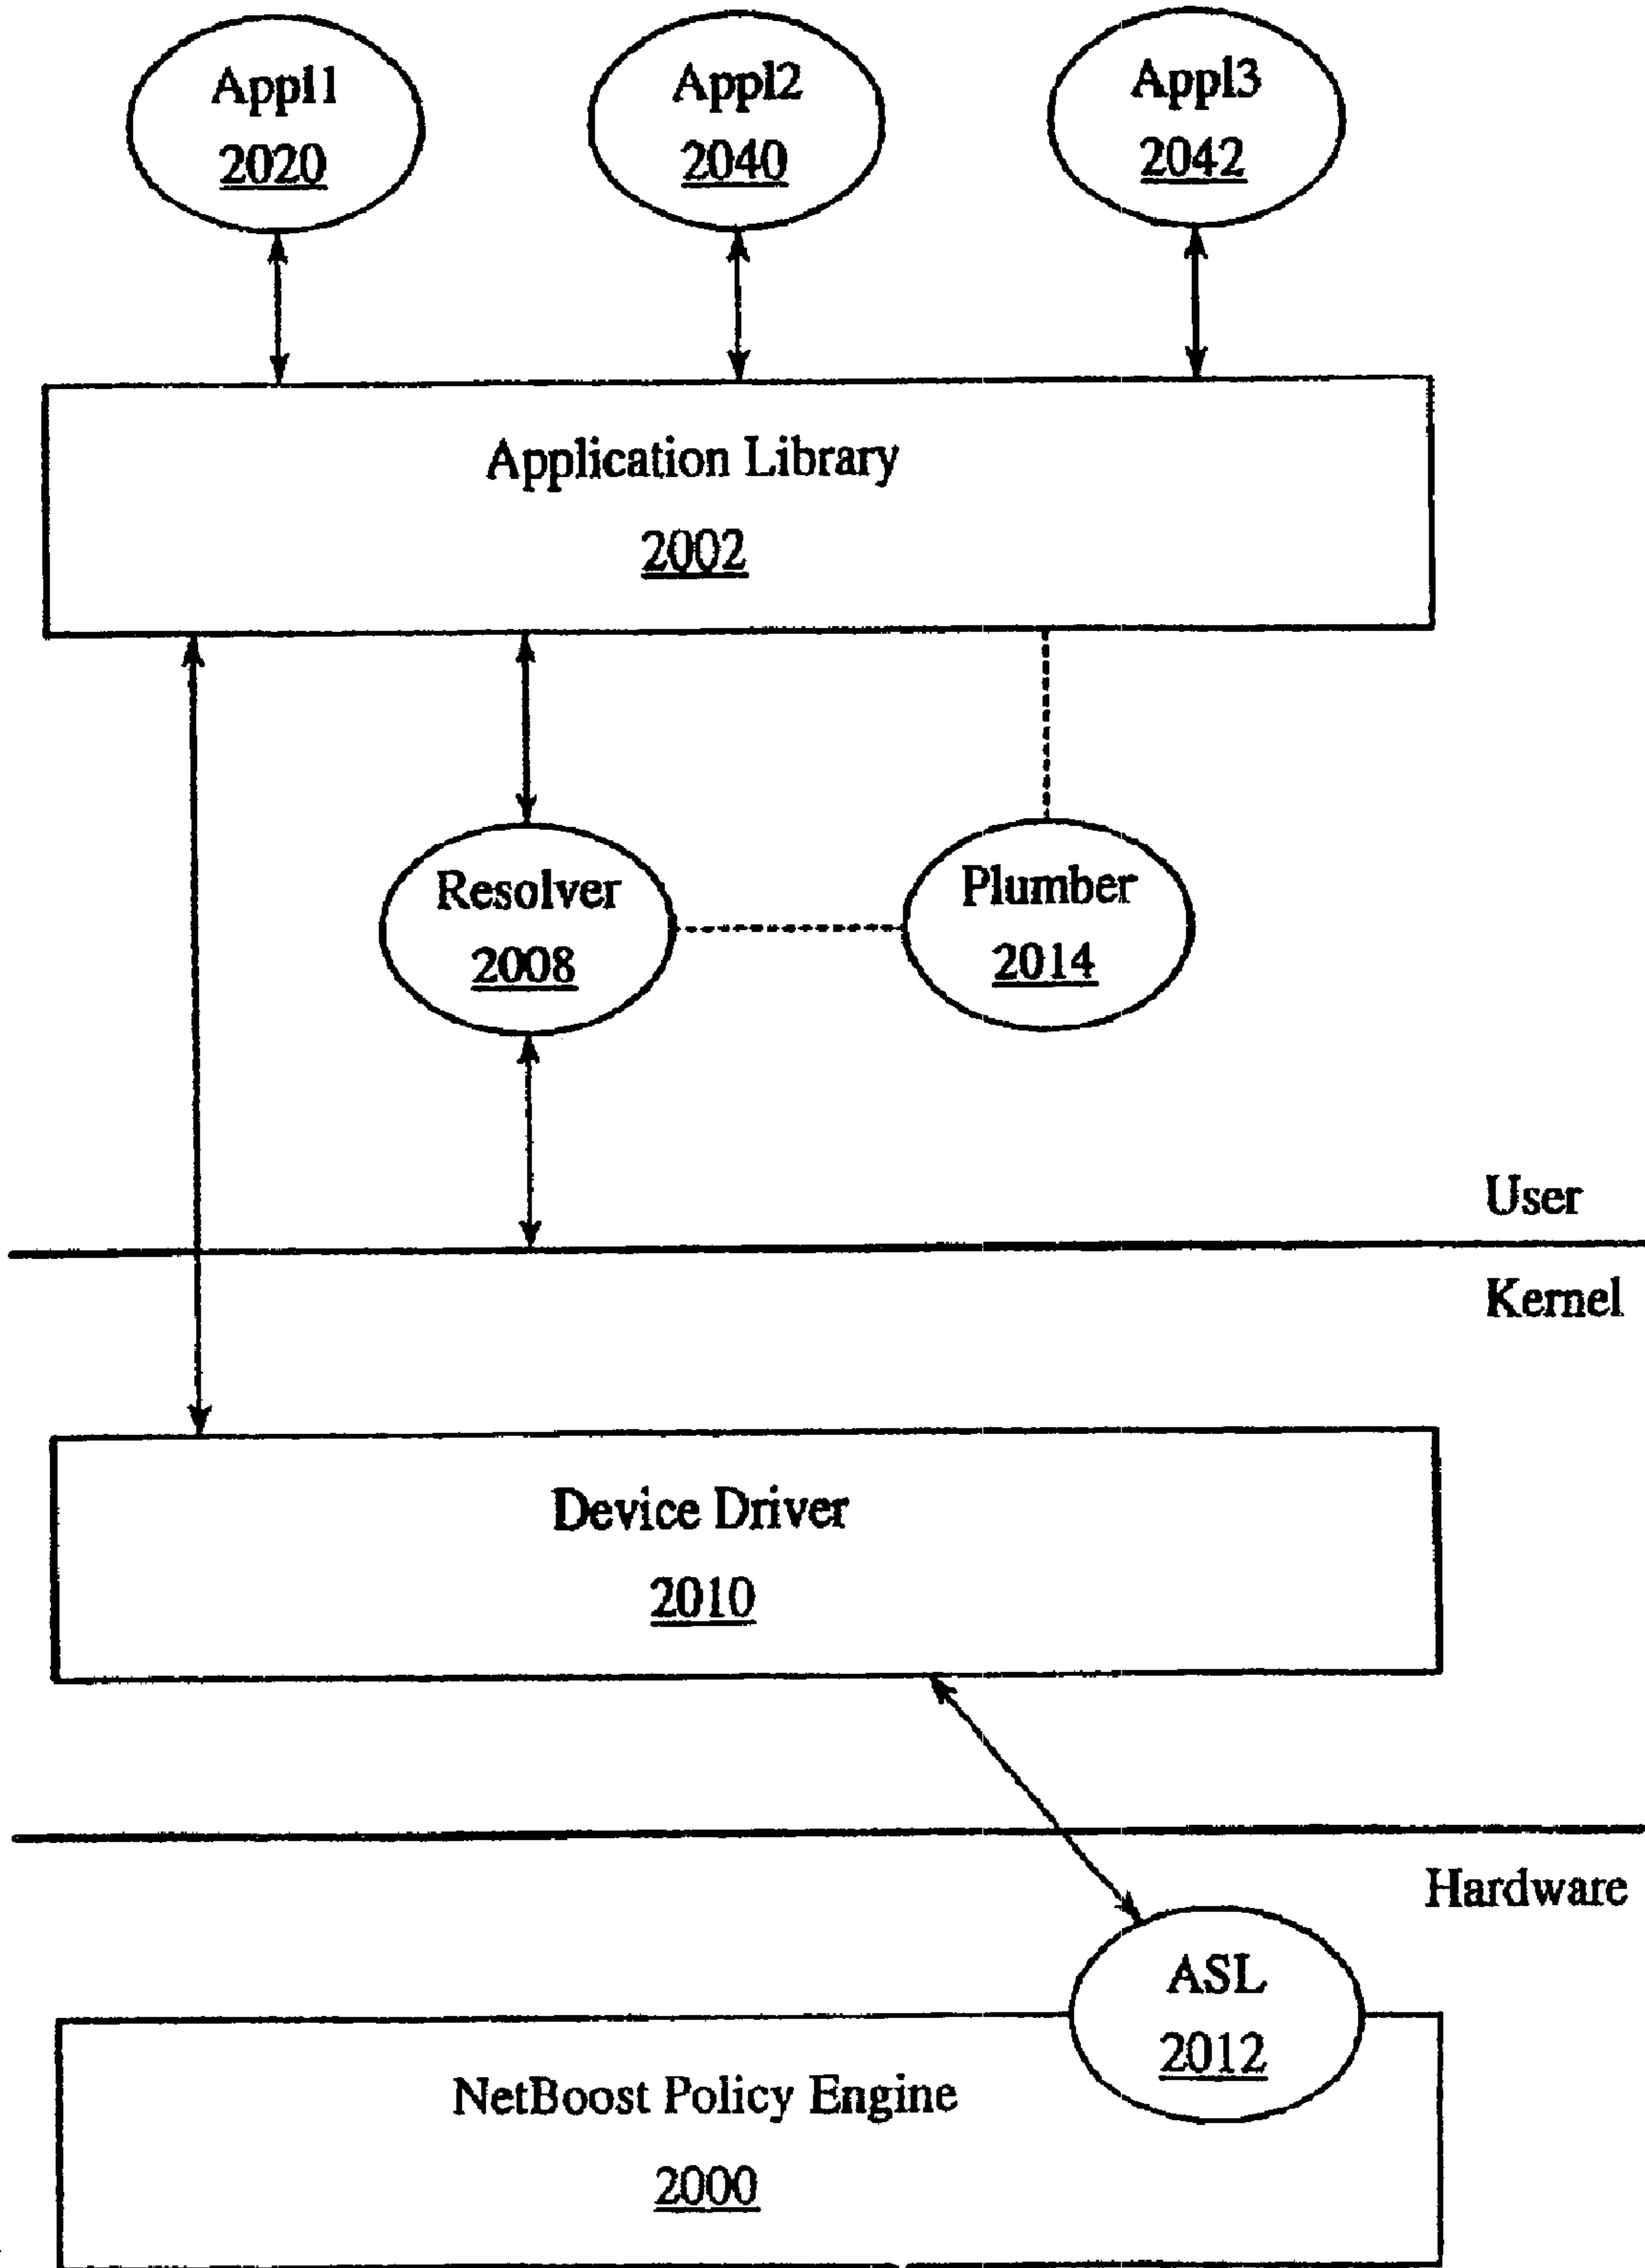 Appl1
2020
Appl2
2040
Appl3
2042
Application Library
2002
Resolver
2008
Plumber
2014
User
Kernel
Device Driver
2010
Hardware
ASL
2012
NetBoost Policy Engine
2000